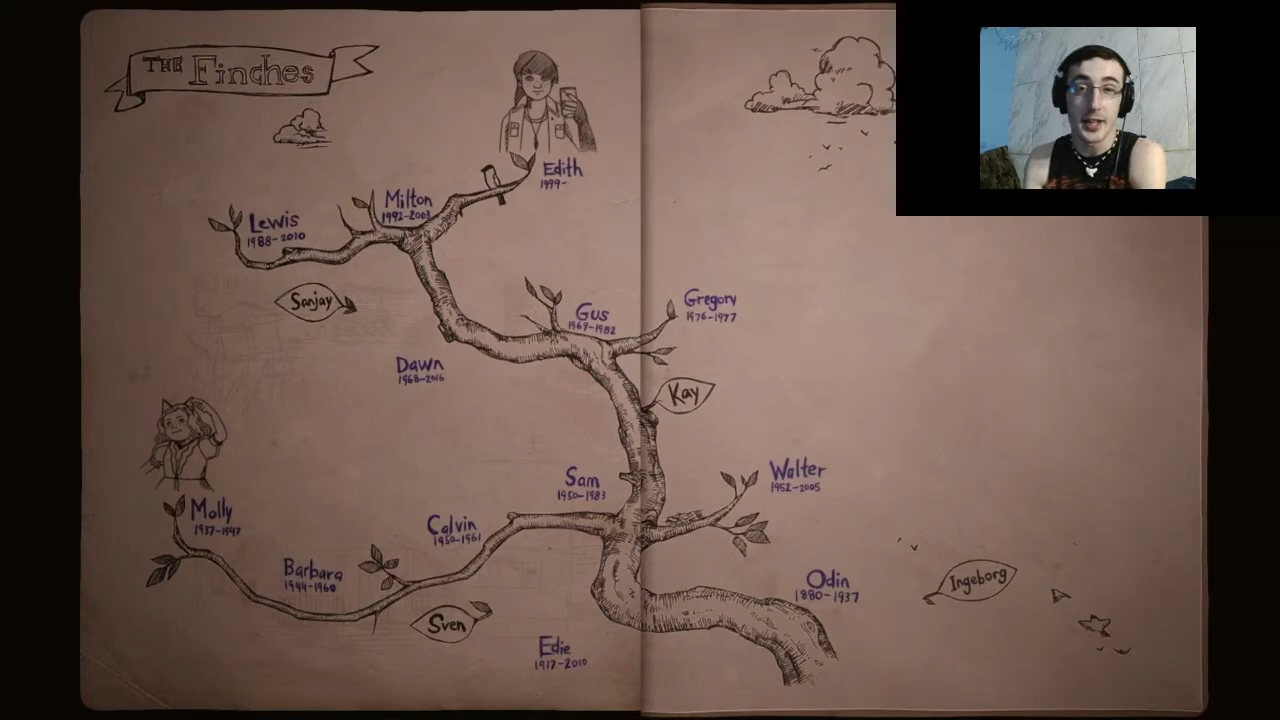 THE Finches
Edith
1999-
Milton
1992-2003
Lewis
1988-2010
Sanjay
Gus
1969-1982
Gregory
1976-1977
Dawn
1968-2016
Kay
Sam
1950-1983
Walter
1952-2005
Molly
1937-1947
Calvin
1950-1961
Barbara
1944-1960
Sven
Odin
1880-1937
Ingeborg
Edie
1917-2010